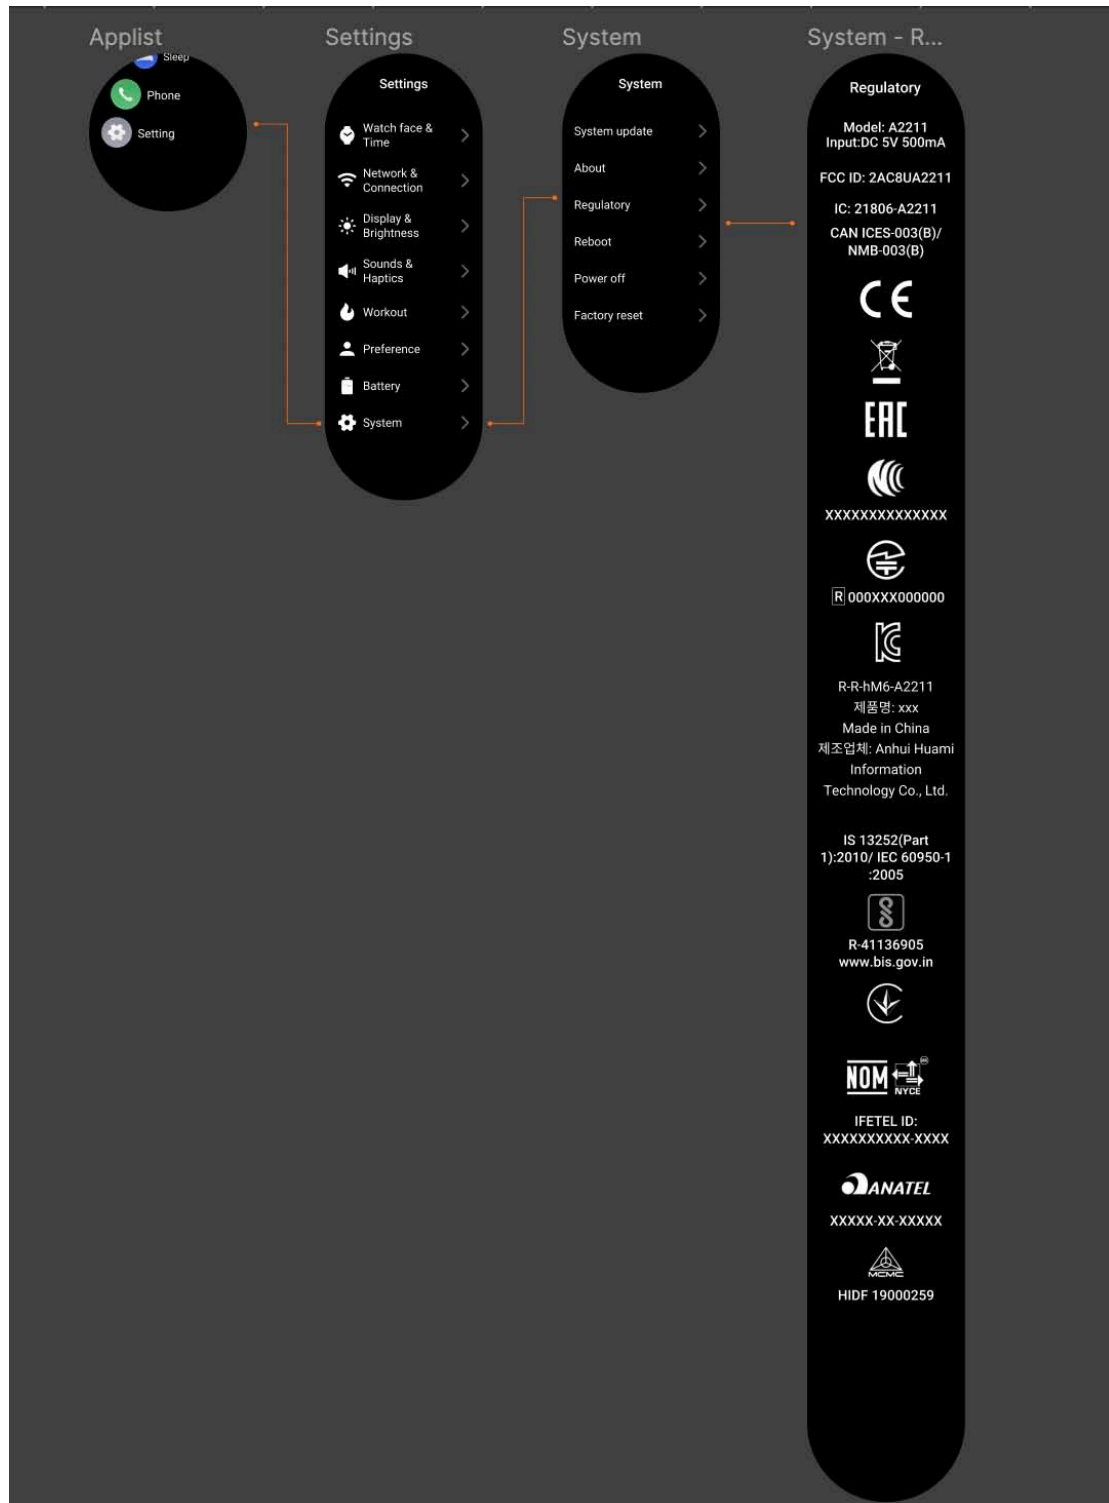 Applist
Sleep
Phone
Setting
Settings
Settings
Watch face &
Time
Network &
Connection
Display &
Brightness
Sounds &
Haptics
Workout
Preference
Battery
System
System
System
System update
About
Regulatory
Reboot
Power off
Factory reset
System - R...
Regulatory
Model: A2211
Input:DC 5V 500mA
FCC ID: 2AC8UA2211
IC: 21806-A2211
CAN ICES-003(B)/
NMB-003(B)
CE
EAC
XXXXXXXXXXXXXX
R 000XXX000000
R-R-hM6-A2211
제품명: xxx
Made in China
제조업체: Anhui Huami
Information
Technology Co., Ltd.
IS 13252(Part
1):2010/ IEC 60950-1
:2005
R-41136905
www.bis.gov.in
NOM
NYCE
IFETEL ID:
XXXXXXXXXX-XXXX
ANATEL
XXXXX-XX-XXXXX
MCMC
HIDF 19000259